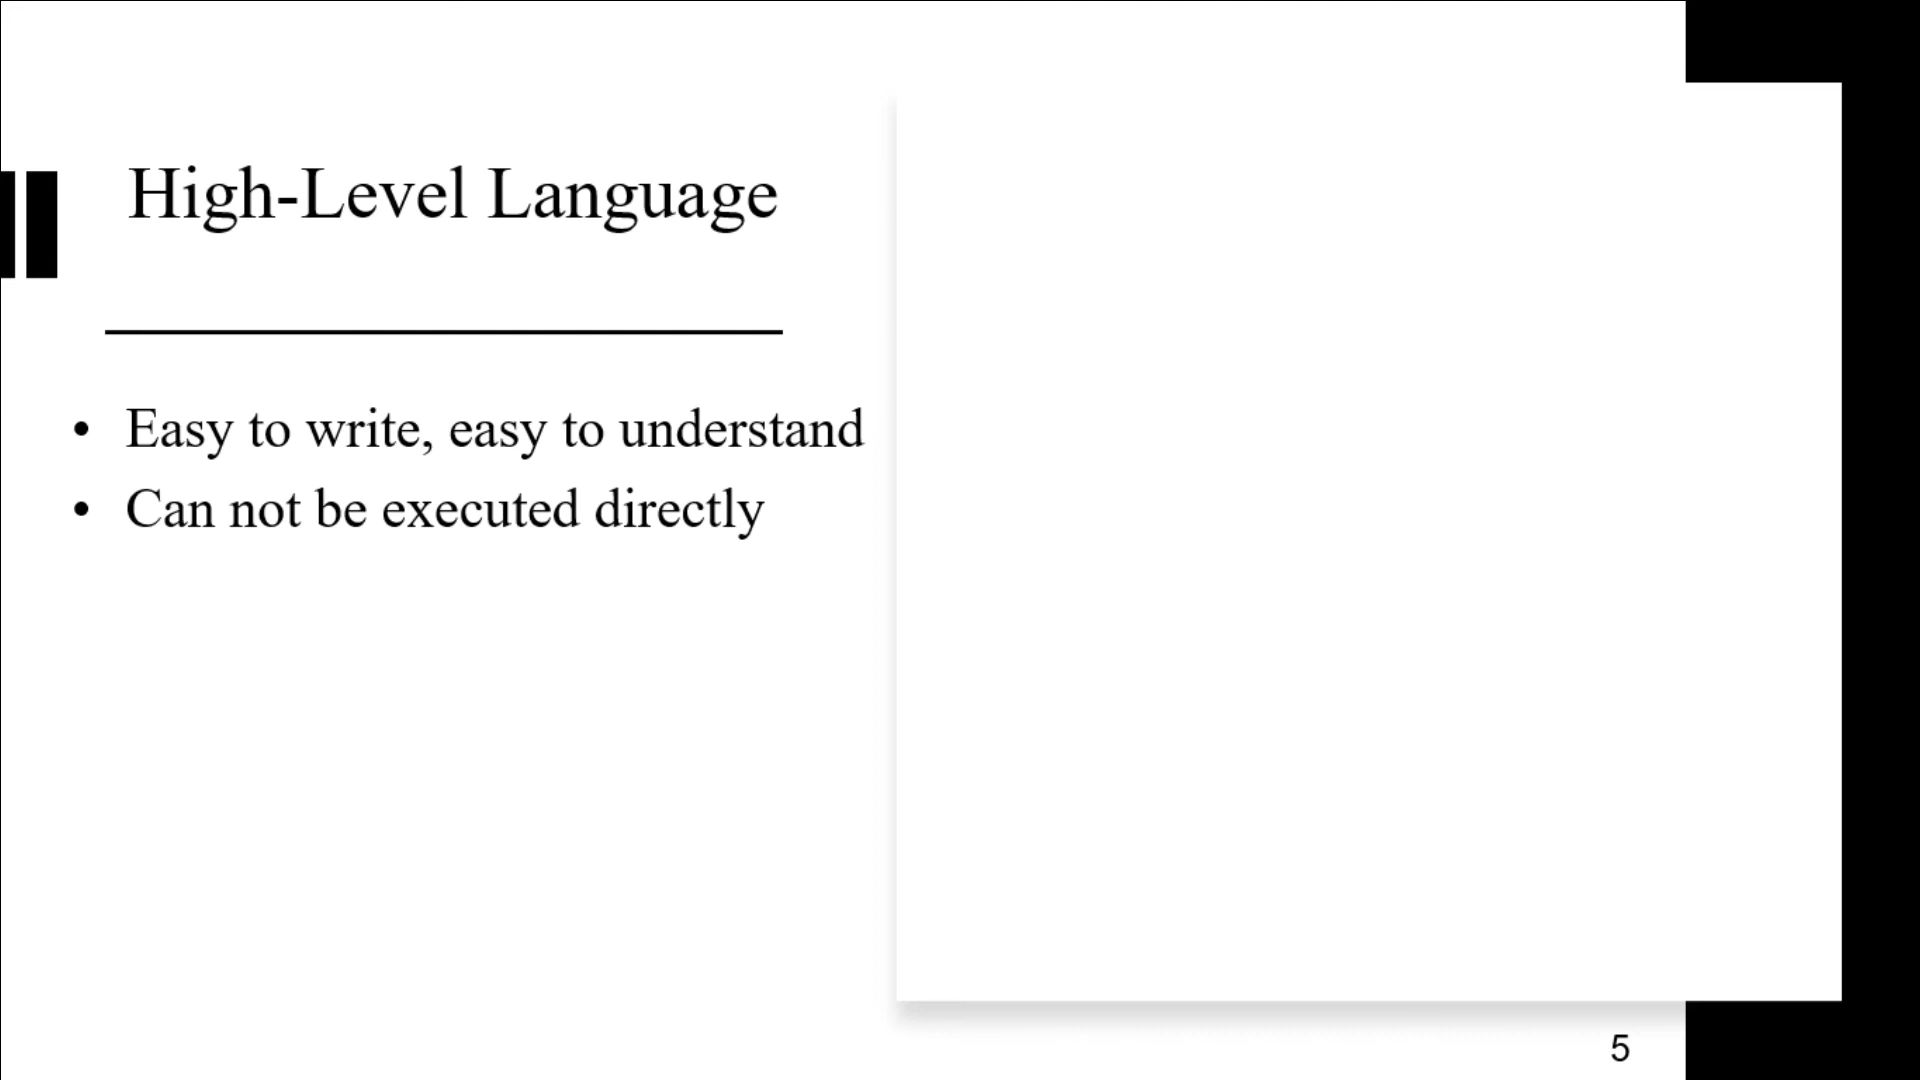 High-Level Language
• Easy to write, easy to understand
• Can not be executed directly
5